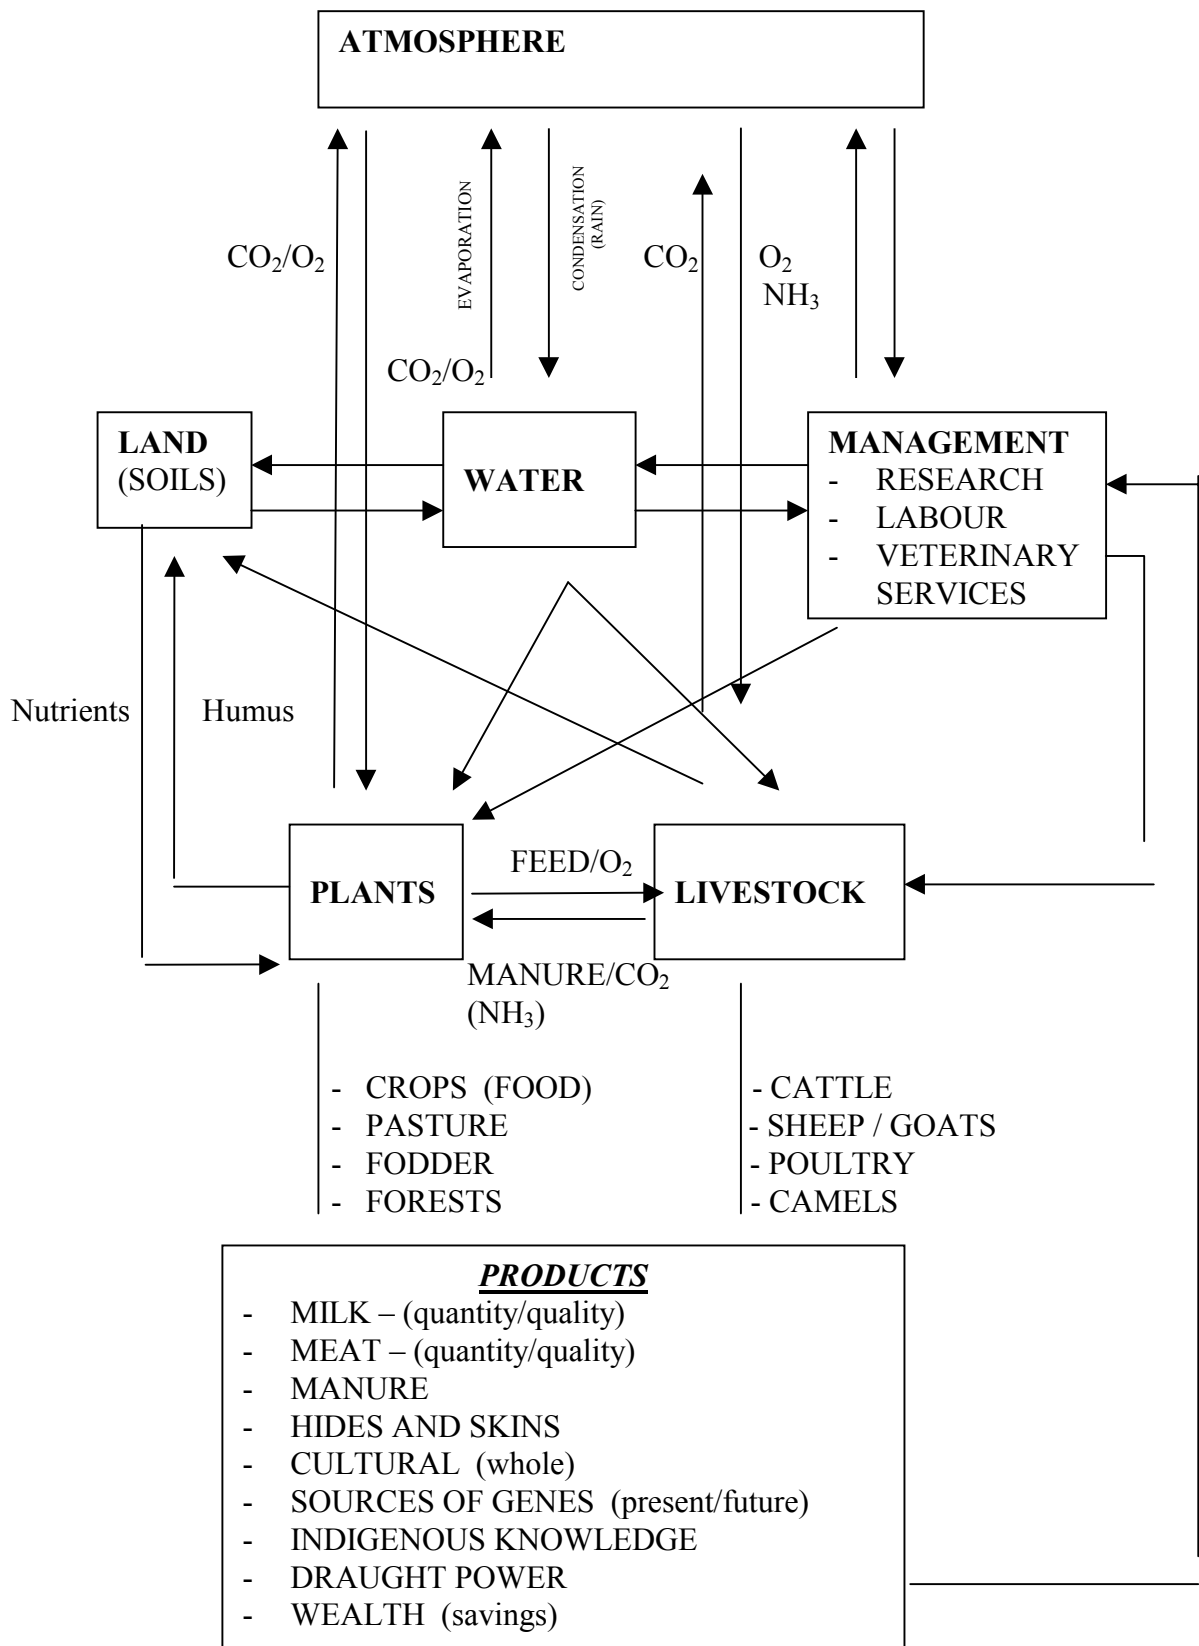 ATMOSPHERE
EVAPORATION
CONDENSATION
(RAIN)
CO₂/O₂
CO₂
O₂
NH₃
CO₂/O₂
LAND
(SOILS)
WATER
MANAGEMENT
- RESEARCH
- LABOUR
- VETERINARY
SERVICES
Nutrients
Humus
PLANTS
FEED/O₂
LIVESTOCK
MANURE/CO₂
(NH₃)
- CROPS (FOOD)
- PASTURE
- FODDER
- FORESTS
- CATTLE
- SHEEP / GOATS
- POULTRY
- CAMELS
PRODUCTS
- MILK – (quantity/quality)
- MEAT – (quantity/quality)
- MANURE
- HIDES AND SKINS
- CULTURAL (whole)
- SOURCES OF GENES (present/future)
- INDIGENOUS KNOWLEDGE
- DRAUGHT POWER
- WEALTH (savings)